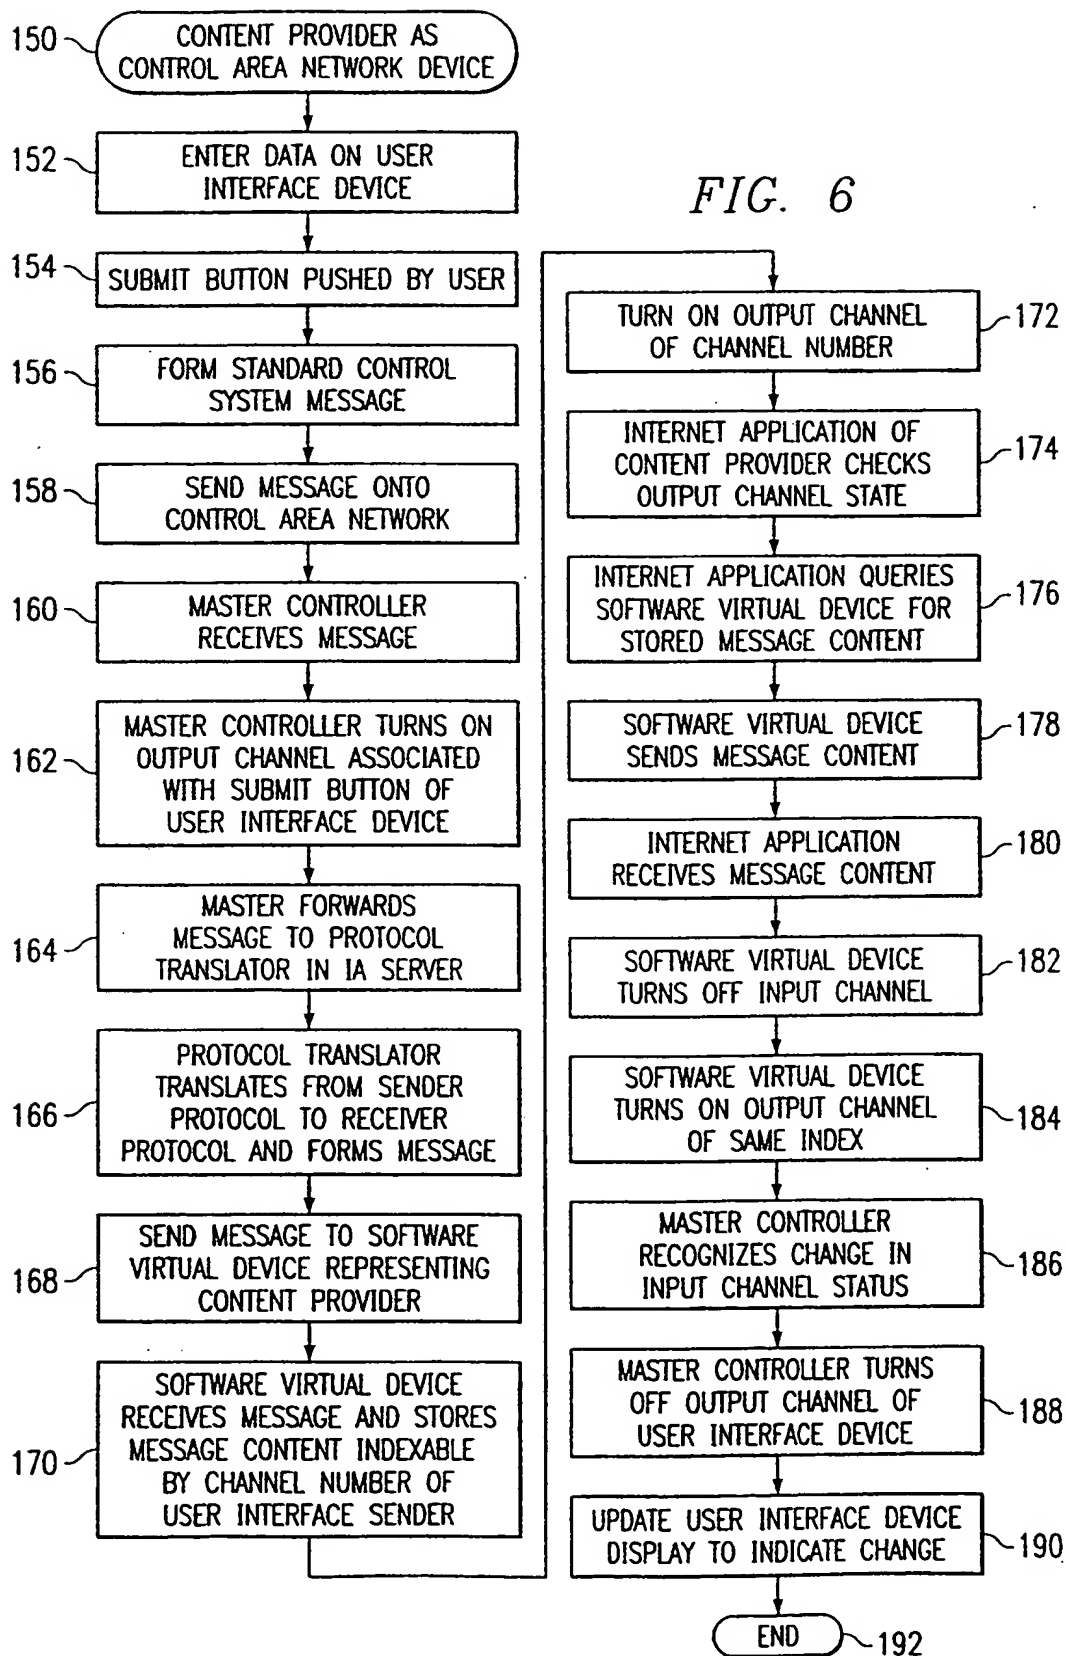 150
CONTENT PROVIDER AS
CONTROL AREA NETWORK DEVICE
152
ENTER DATA ON USER
INTERFACE DEVICE
154
SUBMIT BUTTON PUSHED BY USER
156
FORM STANDARD CONTROL
SYSTEM MESSAGE
158
SEND MESSAGE ONTO
CONTROL AREA NETWORK
160
MASTER CONTROLLER
RECEIVES MESSAGE
162
MASTER CONTROLLER TURNS ON
OUTPUT CHANNEL ASSOCIATED
WITH SUBMIT BUTTON OF
USER INTERFACE DEVICE
164
MASTER FORWARDS
MESSAGE TO PROTOCOL
TRANSLATOR IN IA SERVER
166
PROTOCOL TRANSLATOR
TRANSLATES FROM SENDER
PROTOCOL TO RECEIVER
PROTOCOL AND FORMS MESSAGE
168
SEND MESSAGE TO SOFTWARE
VIRTUAL DEVICE REPRESENTING
CONTENT PROVIDER
170
SOFTWARE VIRTUAL DEVICE
RECEIVES MESSAGE AND STORES
MESSAGE CONTENT INDEXABLE
BY CHANNEL NUMBER OF
USER INTERFACE SENDER
FIG. 6
TURN ON OUTPUT CHANNEL
OF CHANNEL NUMBER
172
INTERNET APPLICATION OF
CONTENT PROVIDER CHECKS
OUTPUT CHANNEL STATE
174
INTERNET APPLICATION QUERIES
SOFTWARE VIRTUAL DEVICE FOR
STORED MESSAGE CONTENT
176
SOFTWARE VIRTUAL DEVICE
SENDS MESSAGE CONTENT
178
INTERNET APPLICATION
RECEIVES MESSAGE CONTENT
180
SOFTWARE VIRTUAL DEVICE
TURNS OFF INPUT CHANNEL
182
SOFTWARE VIRTUAL DEVICE
TURNS ON OUTPUT CHANNEL
OF SAME INDEX
184
MASTER CONTROLLER
RECOGNIZES CHANGE IN
INPUT CHANNEL STATUS
186
MASTER CONTROLLER TURNS
OFF OUTPUT CHANNEL OF
USER INTERFACE DEVICE
188
UPDATE USER INTERFACE DEVICE
DISPLAY TO INDICATE CHANGE
190
END
192